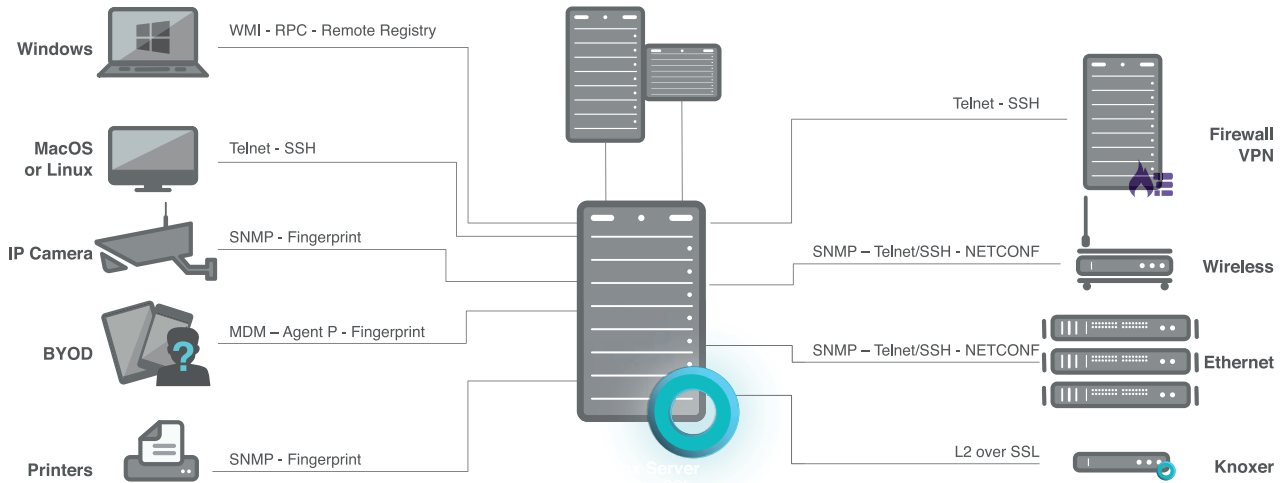 Windows
WMI - RPC - Remote Registry
MacOS
or Linux
Telnet - SSH
IP Camera
SNMP - Fingerprint
BYOD
MDM – Agent P - Fingerprint
?
Printers
SNMP - Fingerprint
Server
Telnet - SSH
Firewall
VPN
SNMP – Telnet/SSH - NETCONF
Wireless
SNMP – Telnet/SSH - NETCONF
Ethernet
L2 over SSL
Knoxer